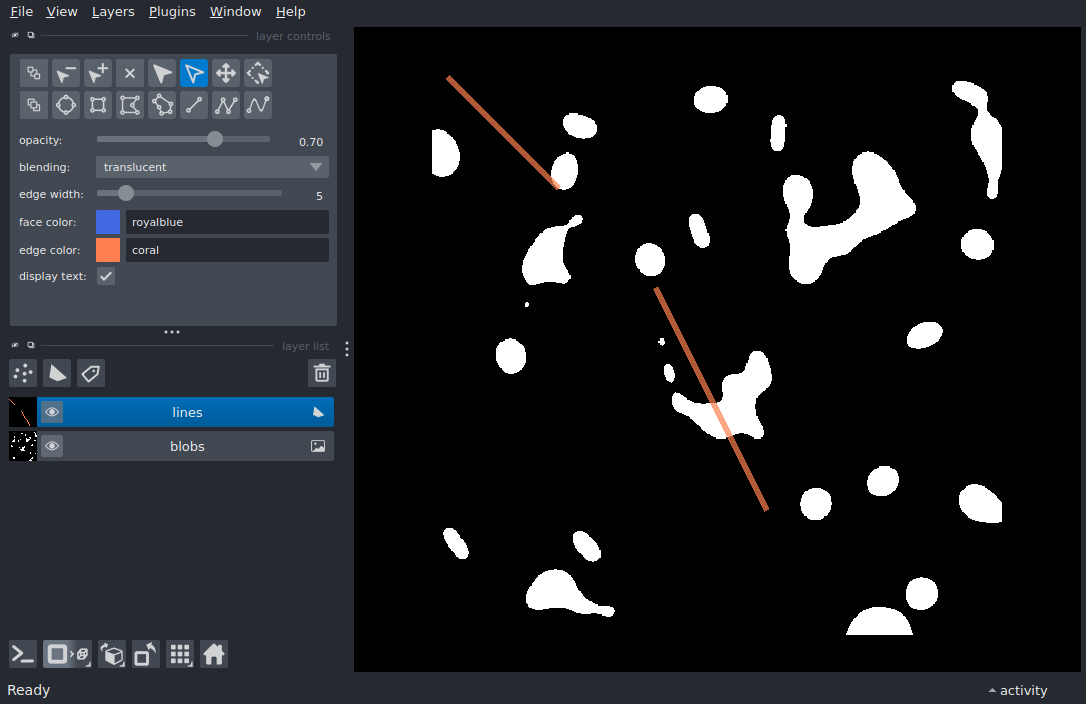 File View Layers Plugins Window Help
layer controls
opacity: 0.70
blending: translucent
edge width: 5
face color: royalblue
edge color: coral
display text:
layer list
lines
blobs
Ready
activity